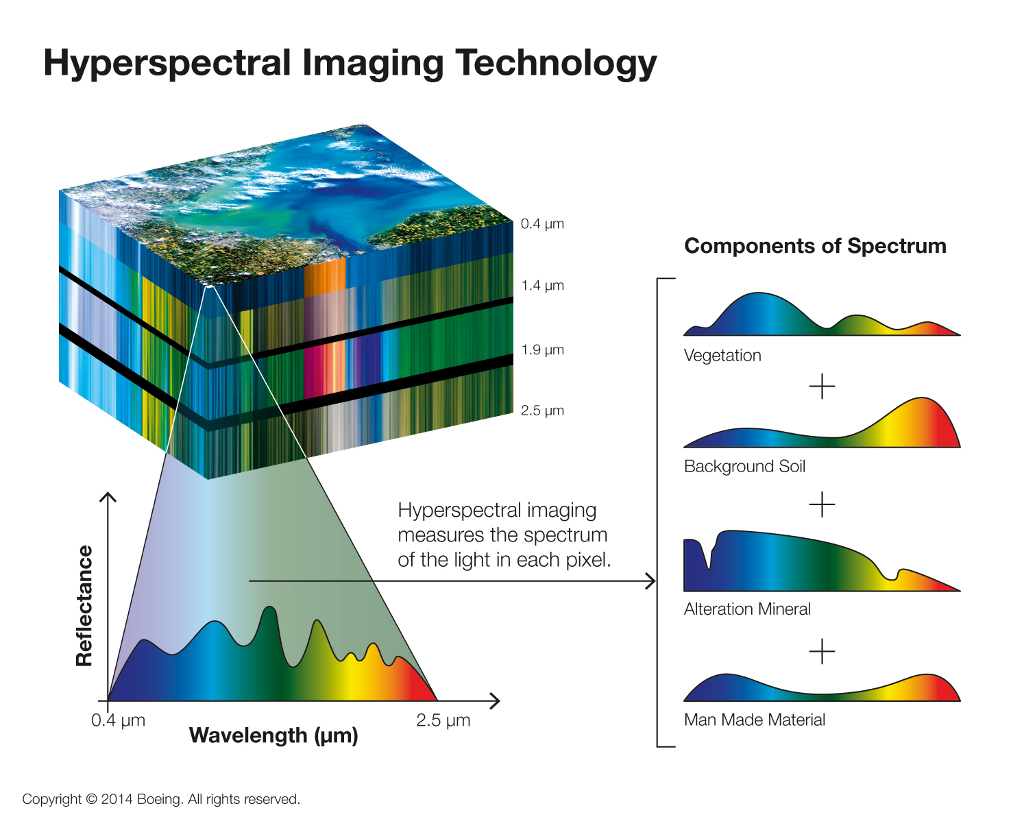 Hyperspectral Imaging Technology
0.4 µm
1.4 µm
1.9 µm
2.5 µm
Components of Spectrum
Vegetation
+
Background Soil
+
Alteration Mineral
+
Man Made Material
Hyperspectral imaging
measures the spectrum
of the light in each pixel.
Reflectance
0.4 µm
2.5 µm
Wavelength (µm)
Copyright © 2014 Boeing. All rights reserved.